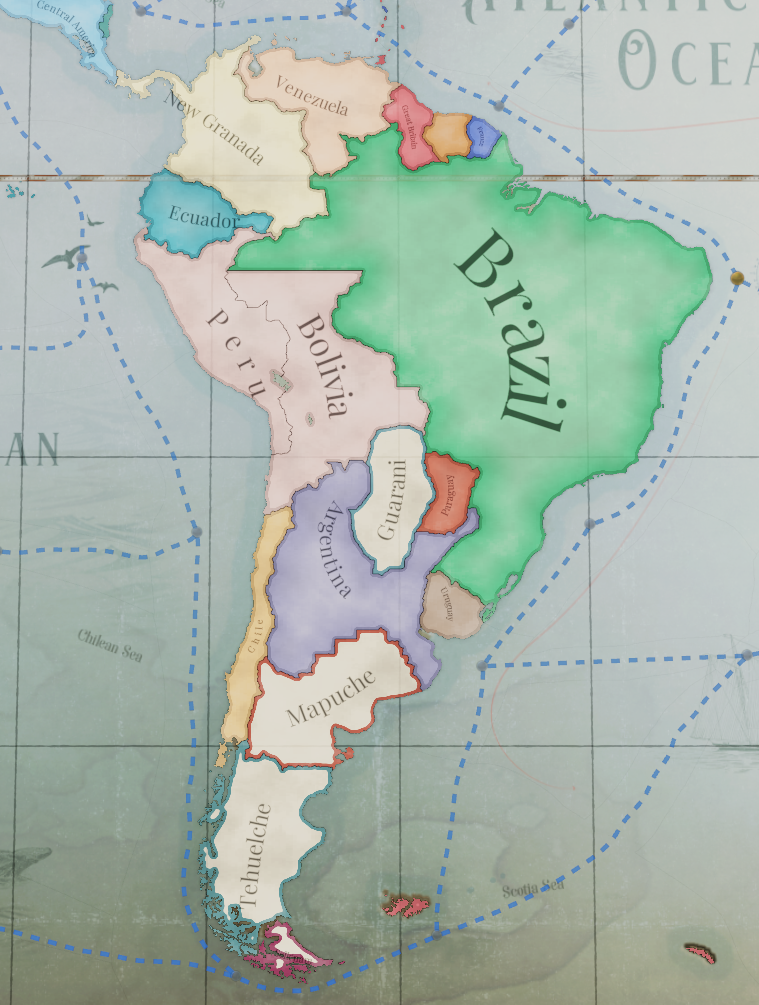 Central America
ATLANTIC
OCEA
Venezuela
New Granada
Great Britain
France
Ecuador
Brazil
Peru
Bolivia
AN
Guarani
Paraguay
Argentina
Uruguay
Chile
Chilean Sea
Mapuche
Tehuelche
Scotia Sea